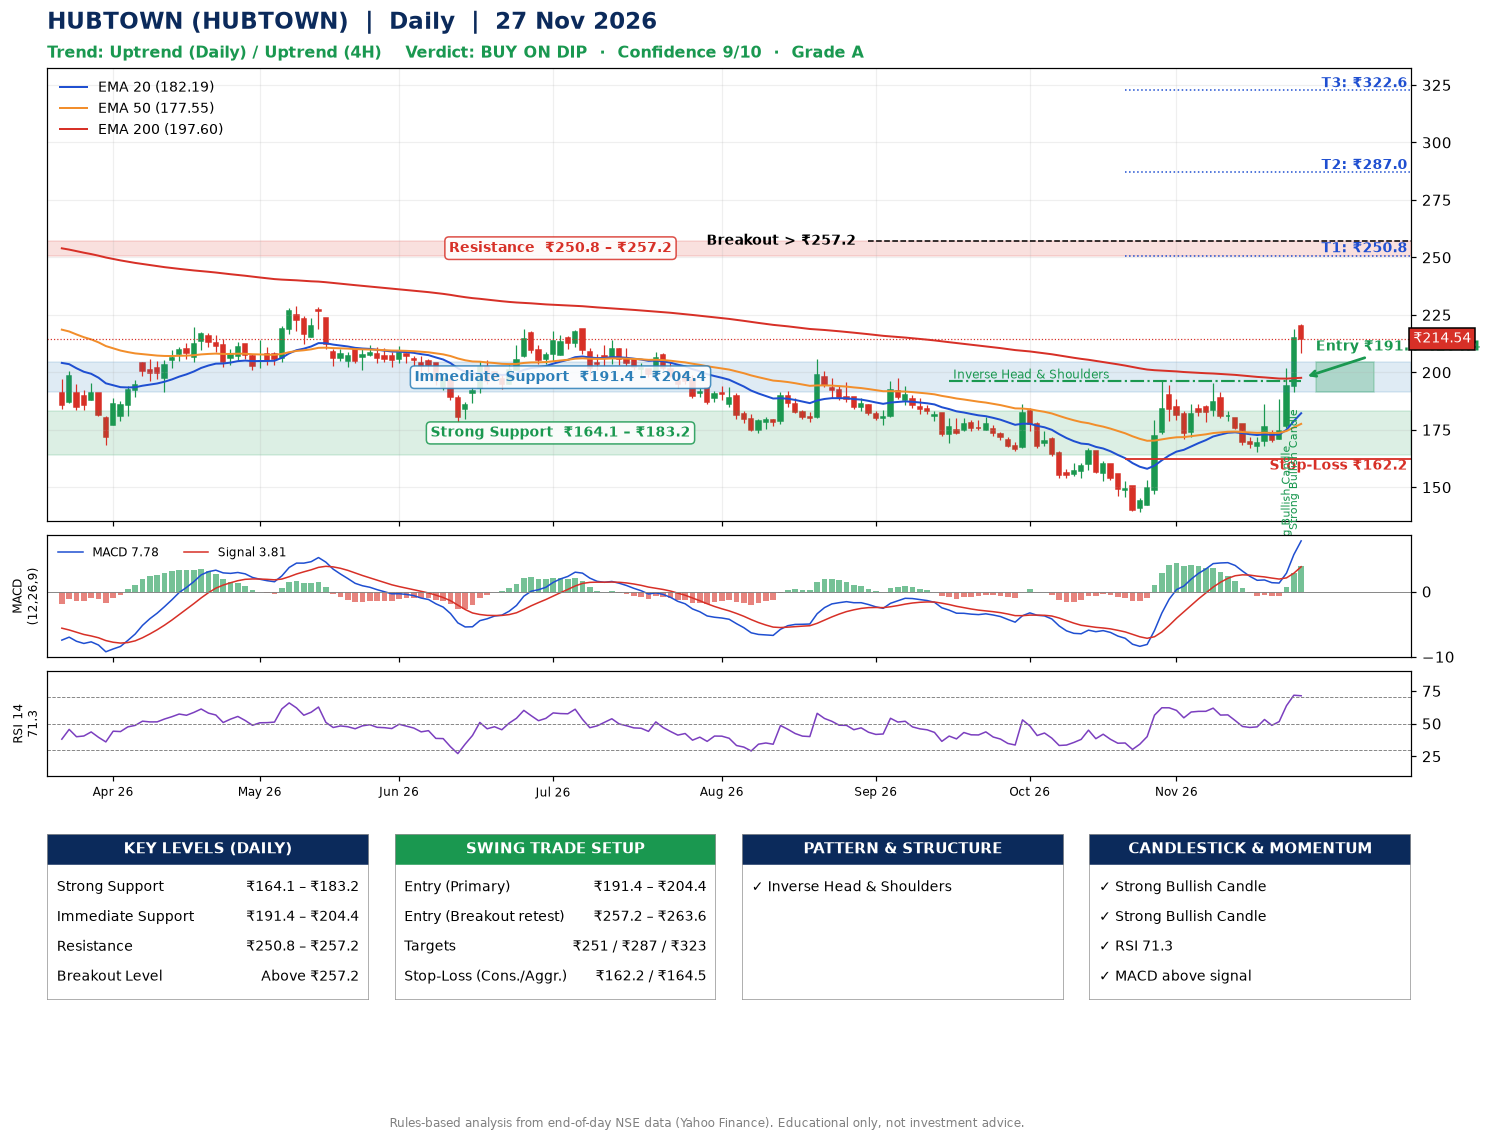 HUBTOWN (HUBTOWN)  |  Daily  |  27 Nov 2026
Trend: Uptrend (Daily) / Uptrend (4H)    Verdict: BUY ON DIP  ·  Confidence 9/10  ·  Grade A
EMA 20 (182.19)
EMA 50 (177.55)
EMA 200 (197.60)
T3: ₹322.6
T2: ₹287.0
T1: ₹250.8
Resistance  ₹250.8 – ₹257.2
Breakout > ₹257.2
Immediate Support  ₹191.4 – ₹204.4
Strong Support  ₹164.1 – ₹183.2
Inverse Head & Shoulders
Entry ₹191.
₹214.54
Stop-Loss ₹162.2
Bullish Candle
Strong Bullish Candle
325
300
275
250
225
200
175
150
MACD 7.78
Signal 3.81
MACD
(12,26,9)
0
−10
RSI 14
71.3
75
50
25
Apr 26
May 26
Jun 26
Jul 26
Aug 26
Sep 26
Oct 26
Nov 26
KEY LEVELS (DAILY)
Strong Support ₹164.1 – ₹183.2
Immediate Support ₹191.4 – ₹204.4
Resistance ₹250.8 – ₹257.2
Breakout Level Above ₹257.2
SWING TRADE SETUP
Entry (Primary) ₹191.4 – ₹204.4
Entry (Breakout retest) ₹257.2 – ₹263.6
Targets ₹251 / ₹287 / ₹323
Stop-Loss (Cons./Aggr.) ₹162.2 / ₹164.5
PATTERN & STRUCTURE
✓ Inverse Head & Shoulders
CANDLESTICK & MOMENTUM
✓ Strong Bullish Candle
✓ Strong Bullish Candle
✓ RSI 71.3
✓ MACD above signal
Rules-based analysis from end-of-day NSE data (Yahoo Finance). Educational only, not investment advice.